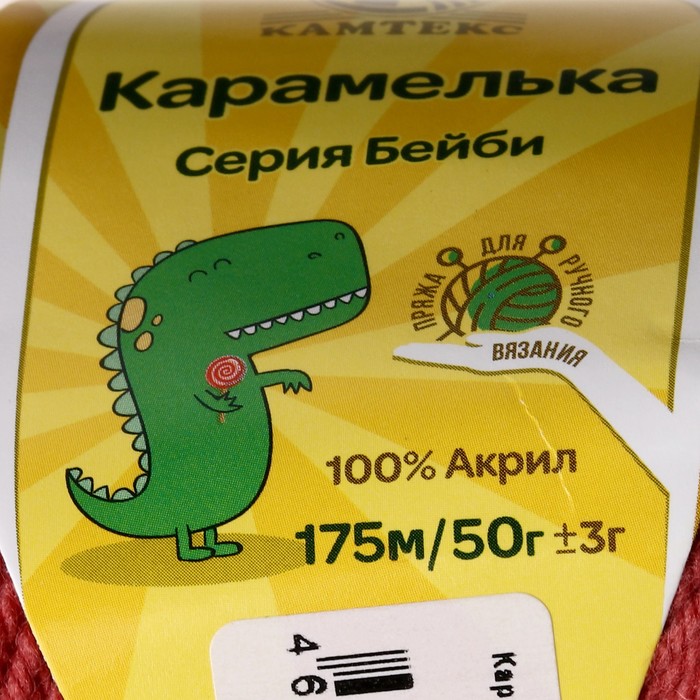 КАМТЕКС
Карамелька
Серия Бейби
ПРЯЖА ДЛЯ РУЧНОГО
ВЯЗАНИЯ
100% Акрил
175м/50г ±3г
4 6
Кар